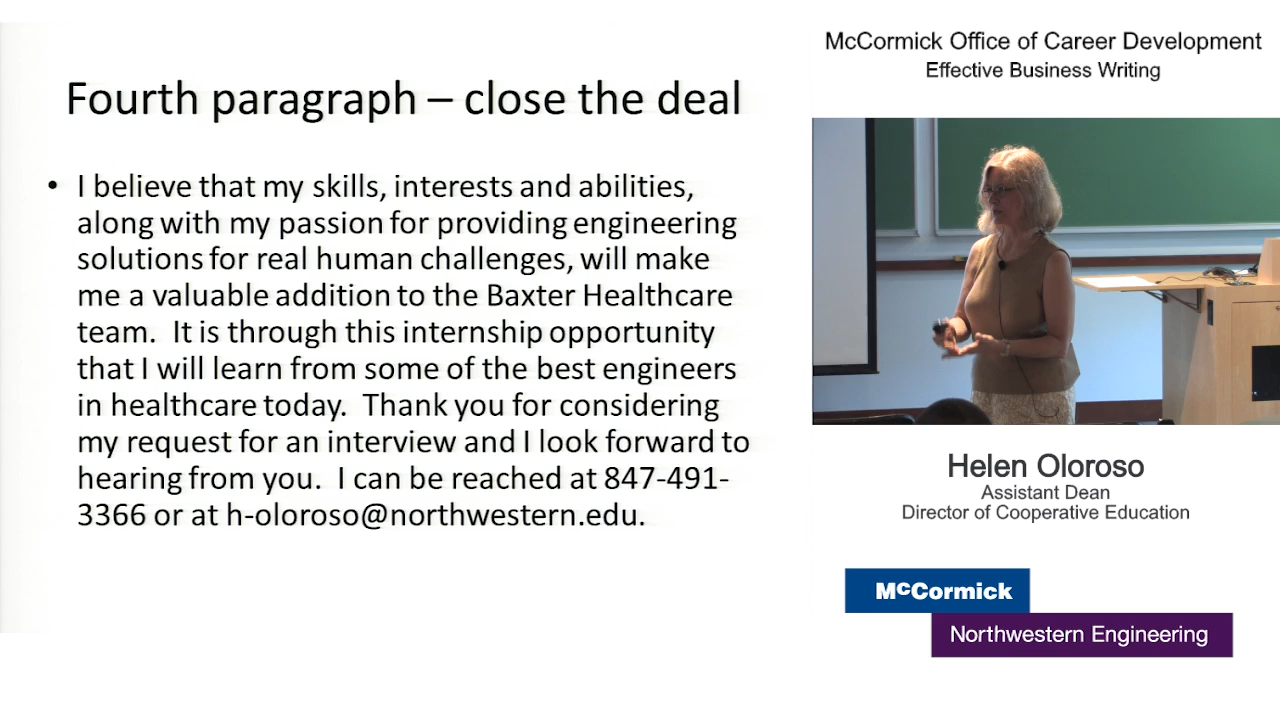 Fourth paragraph – close the deal
• I believe that my skills, interests and abilities,
along with my passion for providing engineering
solutions for real human challenges, will make
me a valuable addition to the Baxter Healthcare
team.  It is through this internship opportunity
that I will learn from some of the best engineers
in healthcare today.  Thank you for considering
my request for an interview and I look forward to
hearing from you.  I can be reached at 847-491-
3366 or at h-oloroso@northwestern.edu.
McCormick Office of Career Development
Effective Business Writing
Helen Oloroso
Assistant Dean
Director of Cooperative Education
McCormick
Northwestern Engineering